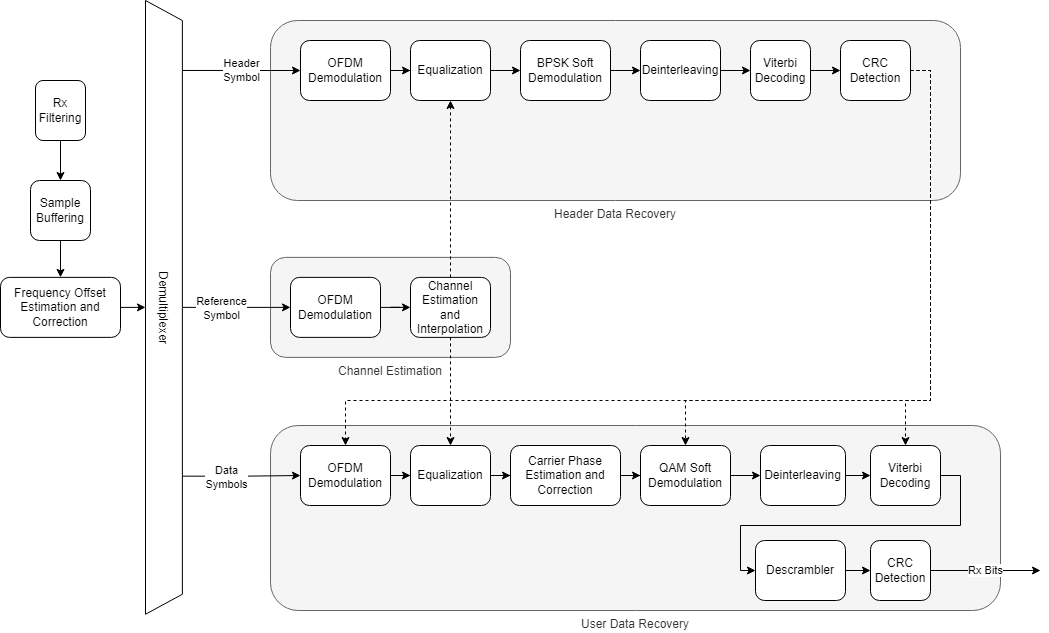 Rx
Filtering
Sample
Buffering
Frequency Offset
Estimation and
Correction
Demultiplexer
Header
Symbol
OFDM
Demodulation
Equalization
BPSK Soft
Demodulation
Deinterleaving
Viterbi
Decoding
CRC
Detection
Header Data Recovery
Reference
Symbol
OFDM
Demodulation
Channel
Estimation
and
Interpolation
Channel Estimation
Data
Symbols
OFDM
Demodulation
Equalization
Carrier Phase
Estimation and
Correction
QAM Soft
Demodulation
Deinterleaving
Viterbi
Decoding
Descrambler
CRC
Detection
Rx Bits
User Data Recovery